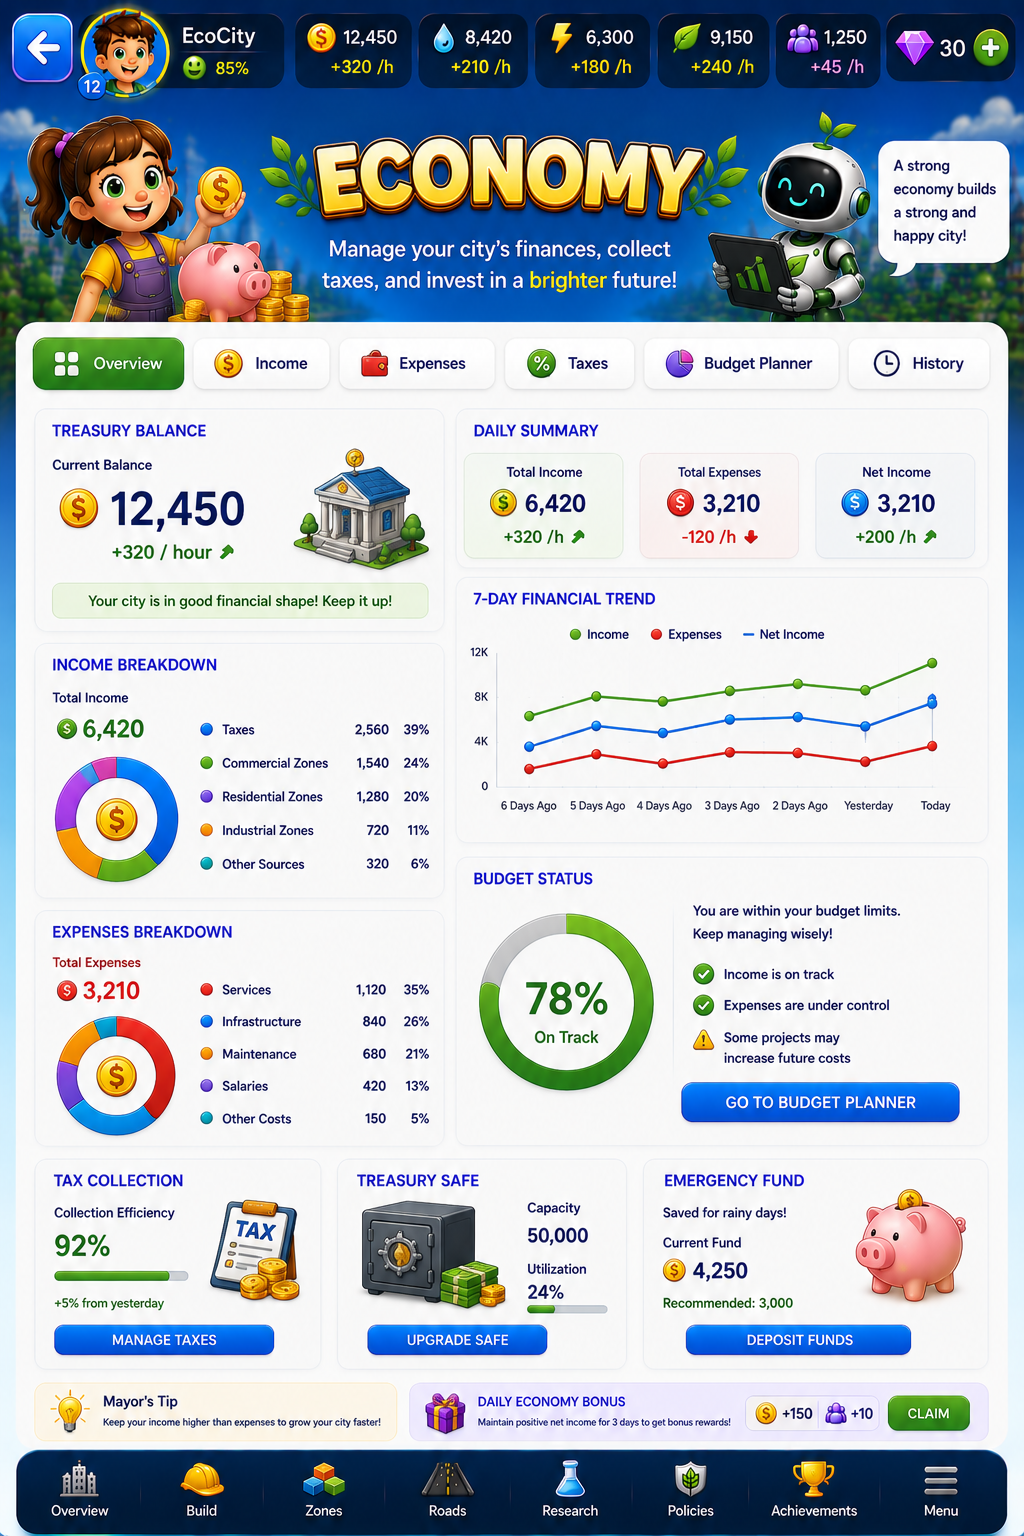 EcoCity
85%
12
12,450
+320 /h
8,420
+210 /h
6,300
+180 /h
9,150
+240 /h
1,250
+45 /h
30
ECONOMY
Manage your city's finances, collect
taxes, and invest in a brighter future!
A strong
economy builds
a strong and
happy city!
Overview
Income
Expenses
Taxes
Budget Planner
History
TREASURY BALANCE
Current Balance
12,450
+320 / hour
Your city is in good financial shape! Keep it up!
DAILY SUMMARY
Total Income
6,420
+320 /h
Total Expenses
3,210
-120 /h
Net Income
3,210
+200 /h
7-DAY FINANCIAL TREND
Income
Expenses
Net Income
12K
8K
4K
0
6 Days Ago
5 Days Ago
4 Days Ago
3 Days Ago
2 Days Ago
Yesterday
Today
INCOME BREAKDOWN
Total Income
6,420
Taxes 2,560 39%
Commercial Zones 1,540 24%
Residential Zones 1,280 20%
Industrial Zones 720 11%
Other Sources 320 6%
EXPENSES BREAKDOWN
Total Expenses
3,210
Services 1,120 35%
Infrastructure 840 26%
Maintenance 680 21%
Salaries 420 13%
Other Costs 150 5%
BUDGET STATUS
78%
On Track
You are within your budget limits.
Keep managing wisely!
Income is on track
Expenses are under control
Some projects may
increase future costs
GO TO BUDGET PLANNER
TAX COLLECTION
Collection Efficiency
92%
+5% from yesterday
TAX
MANAGE TAXES
TREASURY SAFE
Capacity
50,000
Utilization
24%
UPGRADE SAFE
EMERGENCY FUND
Saved for rainy days!
Current Fund
4,250
Recommended: 3,000
DEPOSIT FUNDS
Mayor's Tip
Keep your income higher than expenses to grow your city faster!
DAILY ECONOMY BONUS
Maintain positive net income for 3 days to get bonus rewards!
+150
+10
CLAIM
Overview
Build
Zones
Roads
Research
Policies
Achievements
Menu